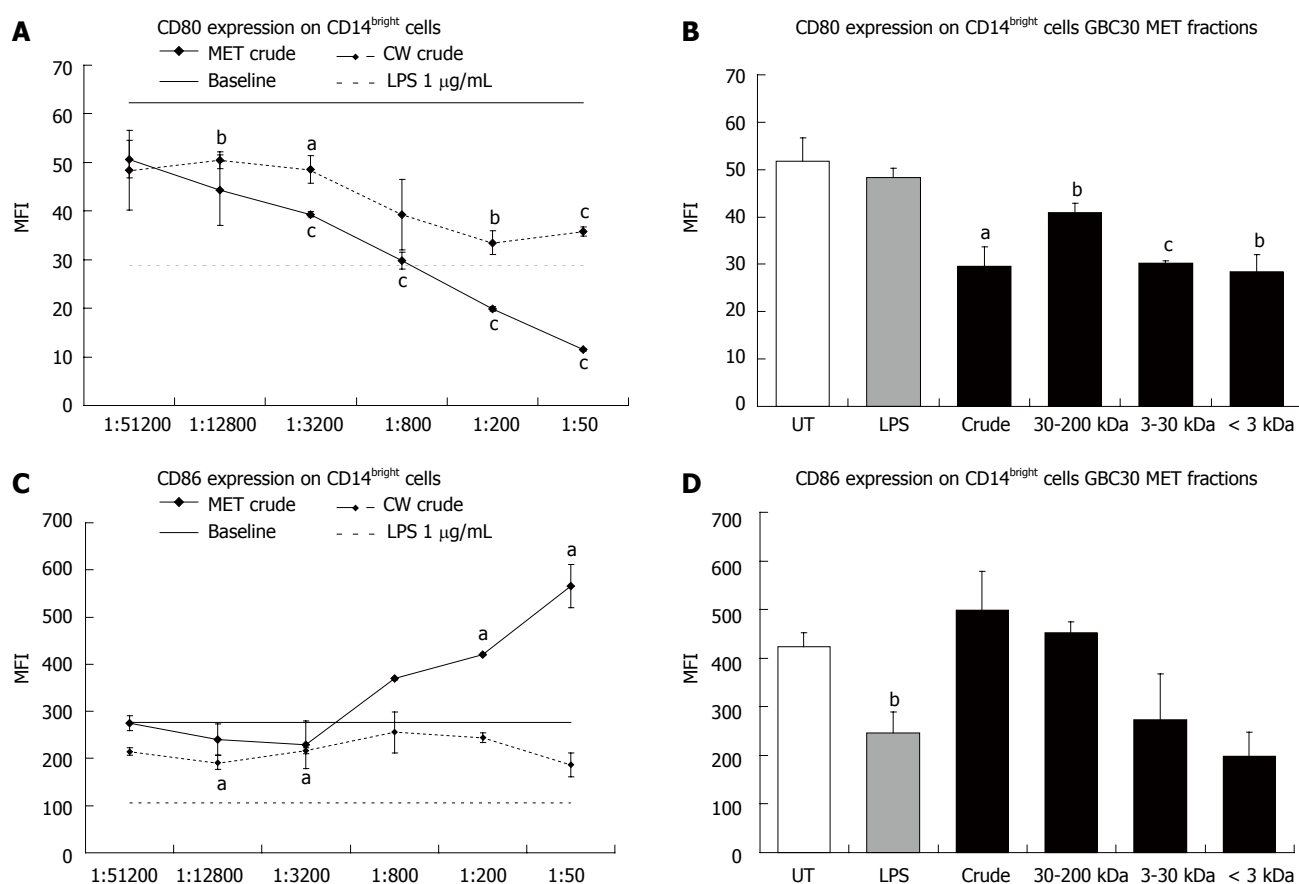 A
CD80 expression on CD14bright cells
MET crude CW crude
Baseline LPS 1 μg/mL
70
60
50
40
30
20
10
0
MFI
b a b c
c c c c
1:51200 1:12800 1:3200 1:800 1:200 1:50
B
CD80 expression on CD14bright cells GBC30 MET fractions
70
60
50
40
30
20
10
0
MFI
a b c b
UT LPS Crude 30-200 kDa 3-30 kDa < 3 kDa
C
CD86 expression on CD14bright cells
MET crude CW crude
Baseline LPS 1 μg/mL
700
600
500
400
300
200
100
0
MFI
a a
a a
1:51200 1:12800 1:3200 1:800 1:200 1:50
D
CD86 expression on CD14bright cells GBC30 MET fractions
700
600
500
400
300
200
100
0
MFI
b
UT LPS Crude 30-200 kDa 3-30 kDa < 3 kDa